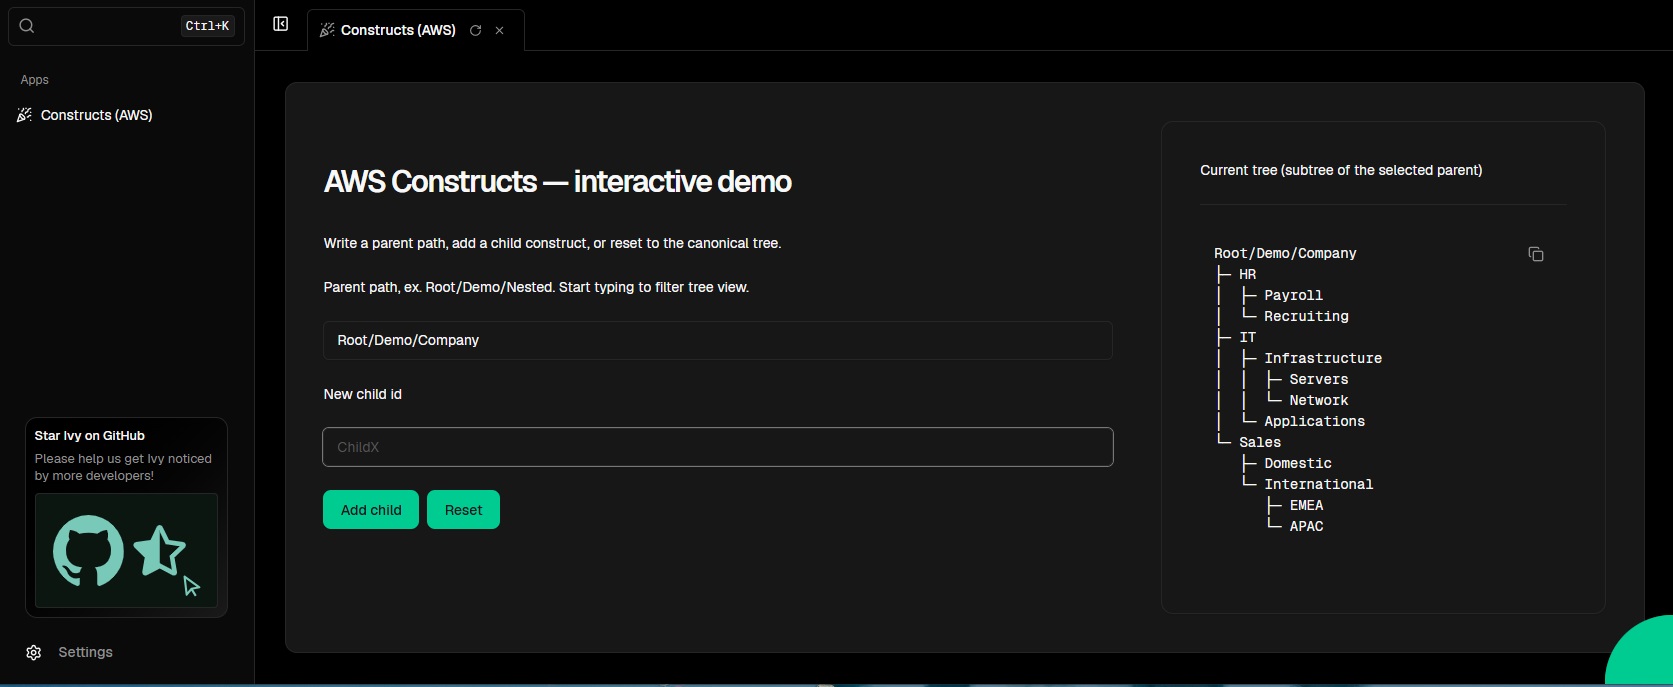 Ctrl+K
Apps
Constructs (AWS)
Star Ivy on GitHub
Please help us get Ivy noticed
by more developers!
Settings
Constructs (AWS)
AWS Constructs — interactive demo
Write a parent path, add a child construct, or reset to the canonical tree.
Parent path, ex. Root/Demo/Nested. Start typing to filter tree view.
Root/Demo/Company
New child id
ChildX
Add child
Reset
Current tree (subtree of the selected parent)
Root/Demo/Company
├─ HR
│  ├─ Payroll
│  └─ Recruiting
├─ IT
│  ├─ Infrastructure
│  │  ├─ Servers
│  │  └─ Network
│  └─ Applications
└─ Sales
   ├─ Domestic
   └─ International
      ├─ EMEA
      └─ APAC